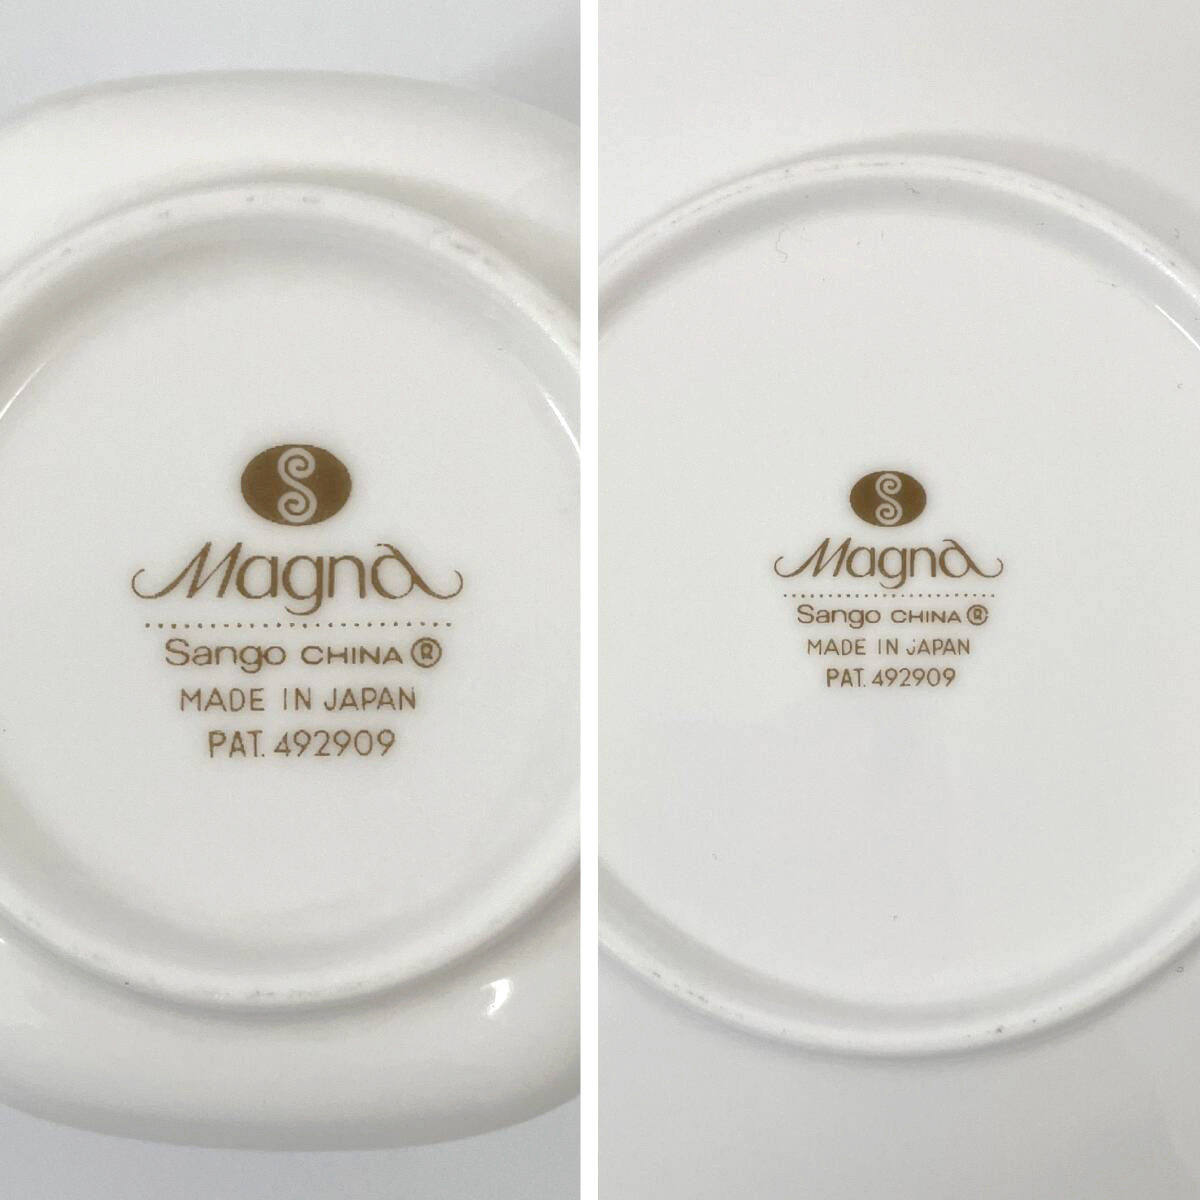 S
Magna
Sango CHINA ®
MADE IN JAPAN
PAT. 492909
S
Magna
Sango CHINA ®
MADE IN JAPAN
PAT. 492909